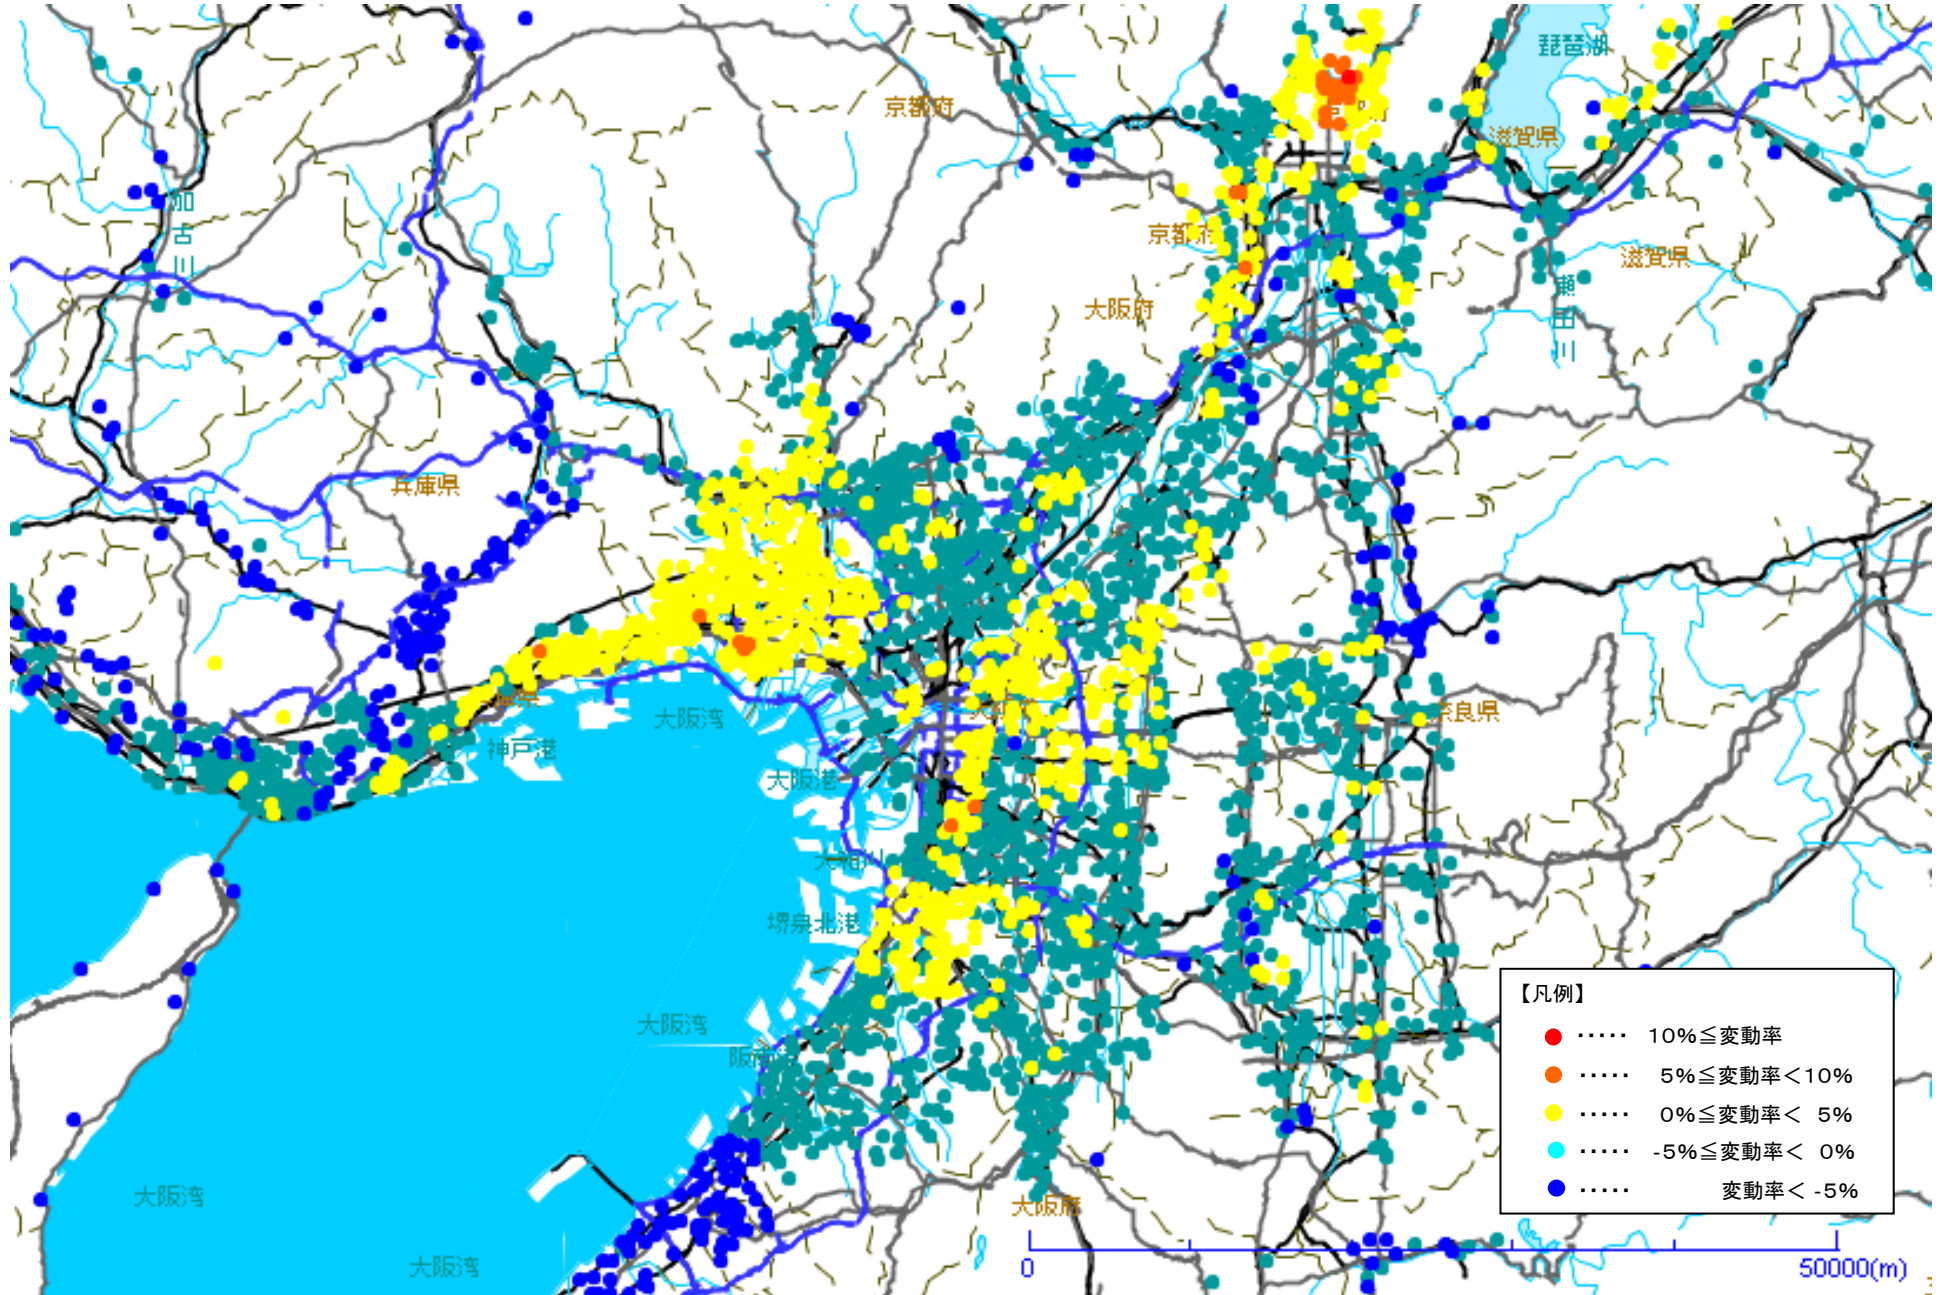 琵琶湖
京都府
滋賀県
加古川
京都府
滋賀県
大阪府
瀬田川
兵庫県
大阪湾
奈良県
神戸港
大阪港
堺泉北港
大阪湾
大阪湾
大阪府
大阪湾
【凡例】
●・・・・・ 10%≦変動率
●・・・・・ 5%≦変動率＜10%
●・・・・・ 0%≦変動率＜ 5%
●・・・・・ -5%≦変動率＜ 0%
●・・・・・ 変動率＜ -5%
0 50000(m)